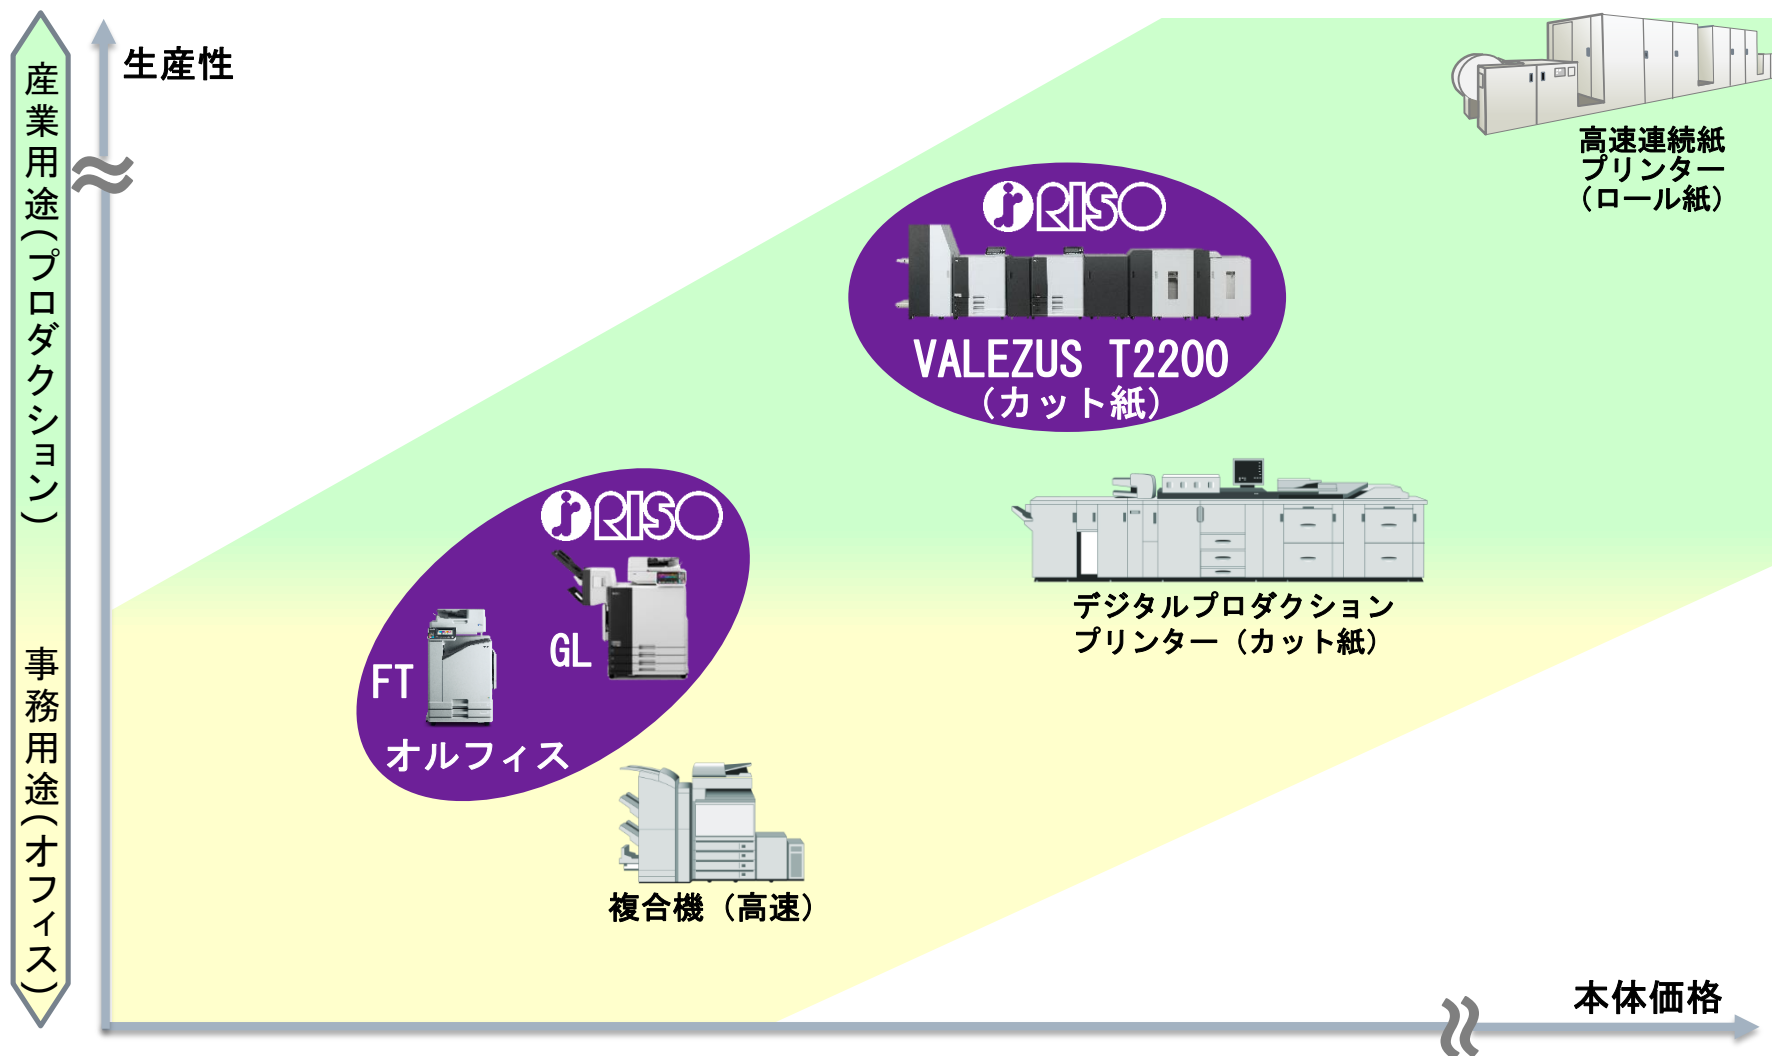 産業用途(プロダクション)
事務用途(オフィス)
生産性
高速連続紙
プリンター
(ロール紙)
RISO
VALEZUS T2200
(カット紙)
デジタルプロダクション
プリンター(カット紙)
RISO
GL
FT
オルフィス
複合機(高速)
本体価格